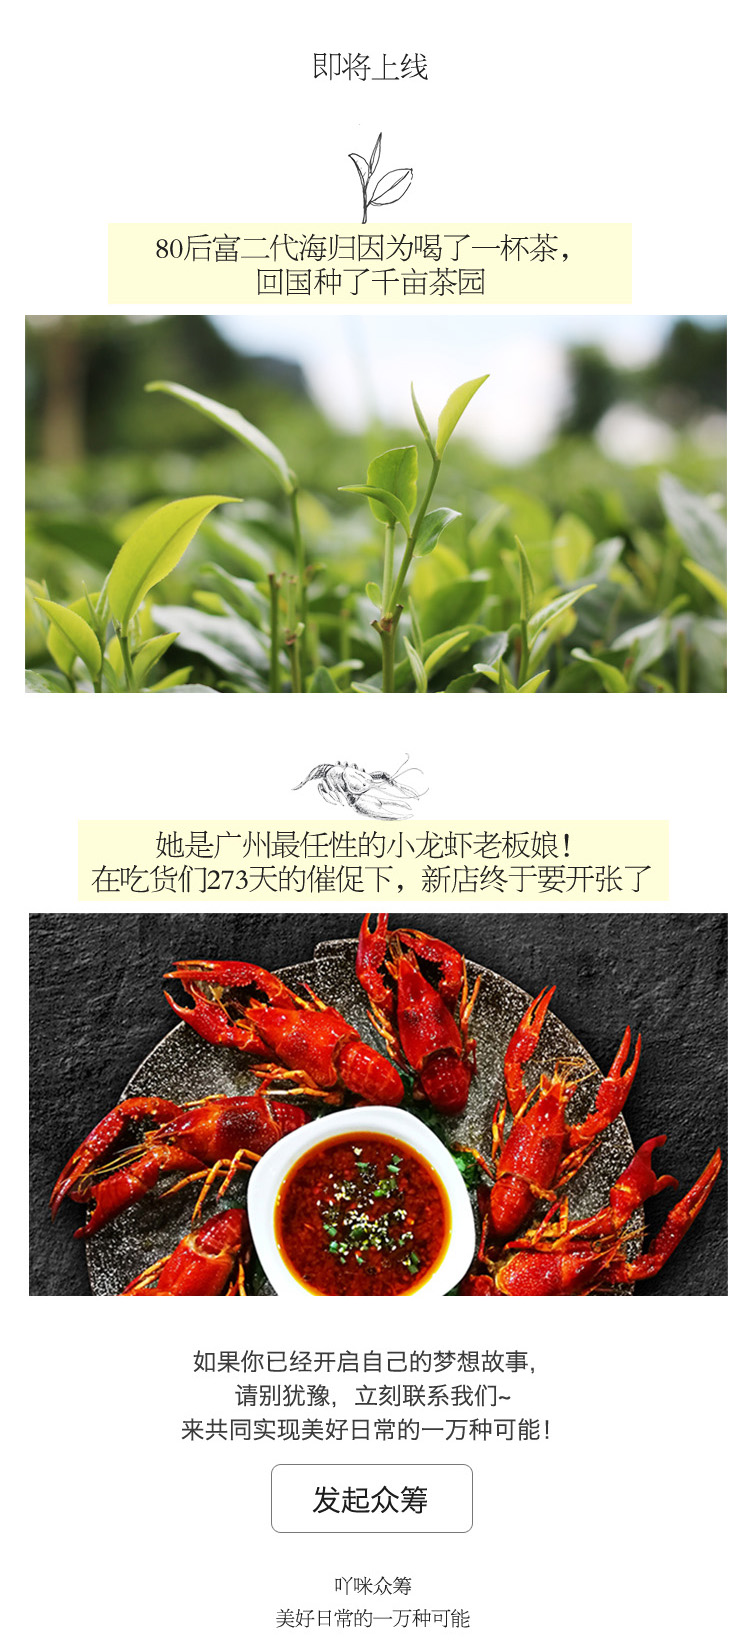 即将上线
80后富二代海归因为喝了一杯茶，
回国种了千亩茶园
她是广州最任性的小龙虾老板娘！
在吃货们273天的催促下，新店终于要开张了
如果你已经开启自己的梦想故事，
请别犹豫，立刻联系我们~
来共同实现美好日常的一万种可能！
发起众筹
吖咪众筹
美好日常的一万种可能